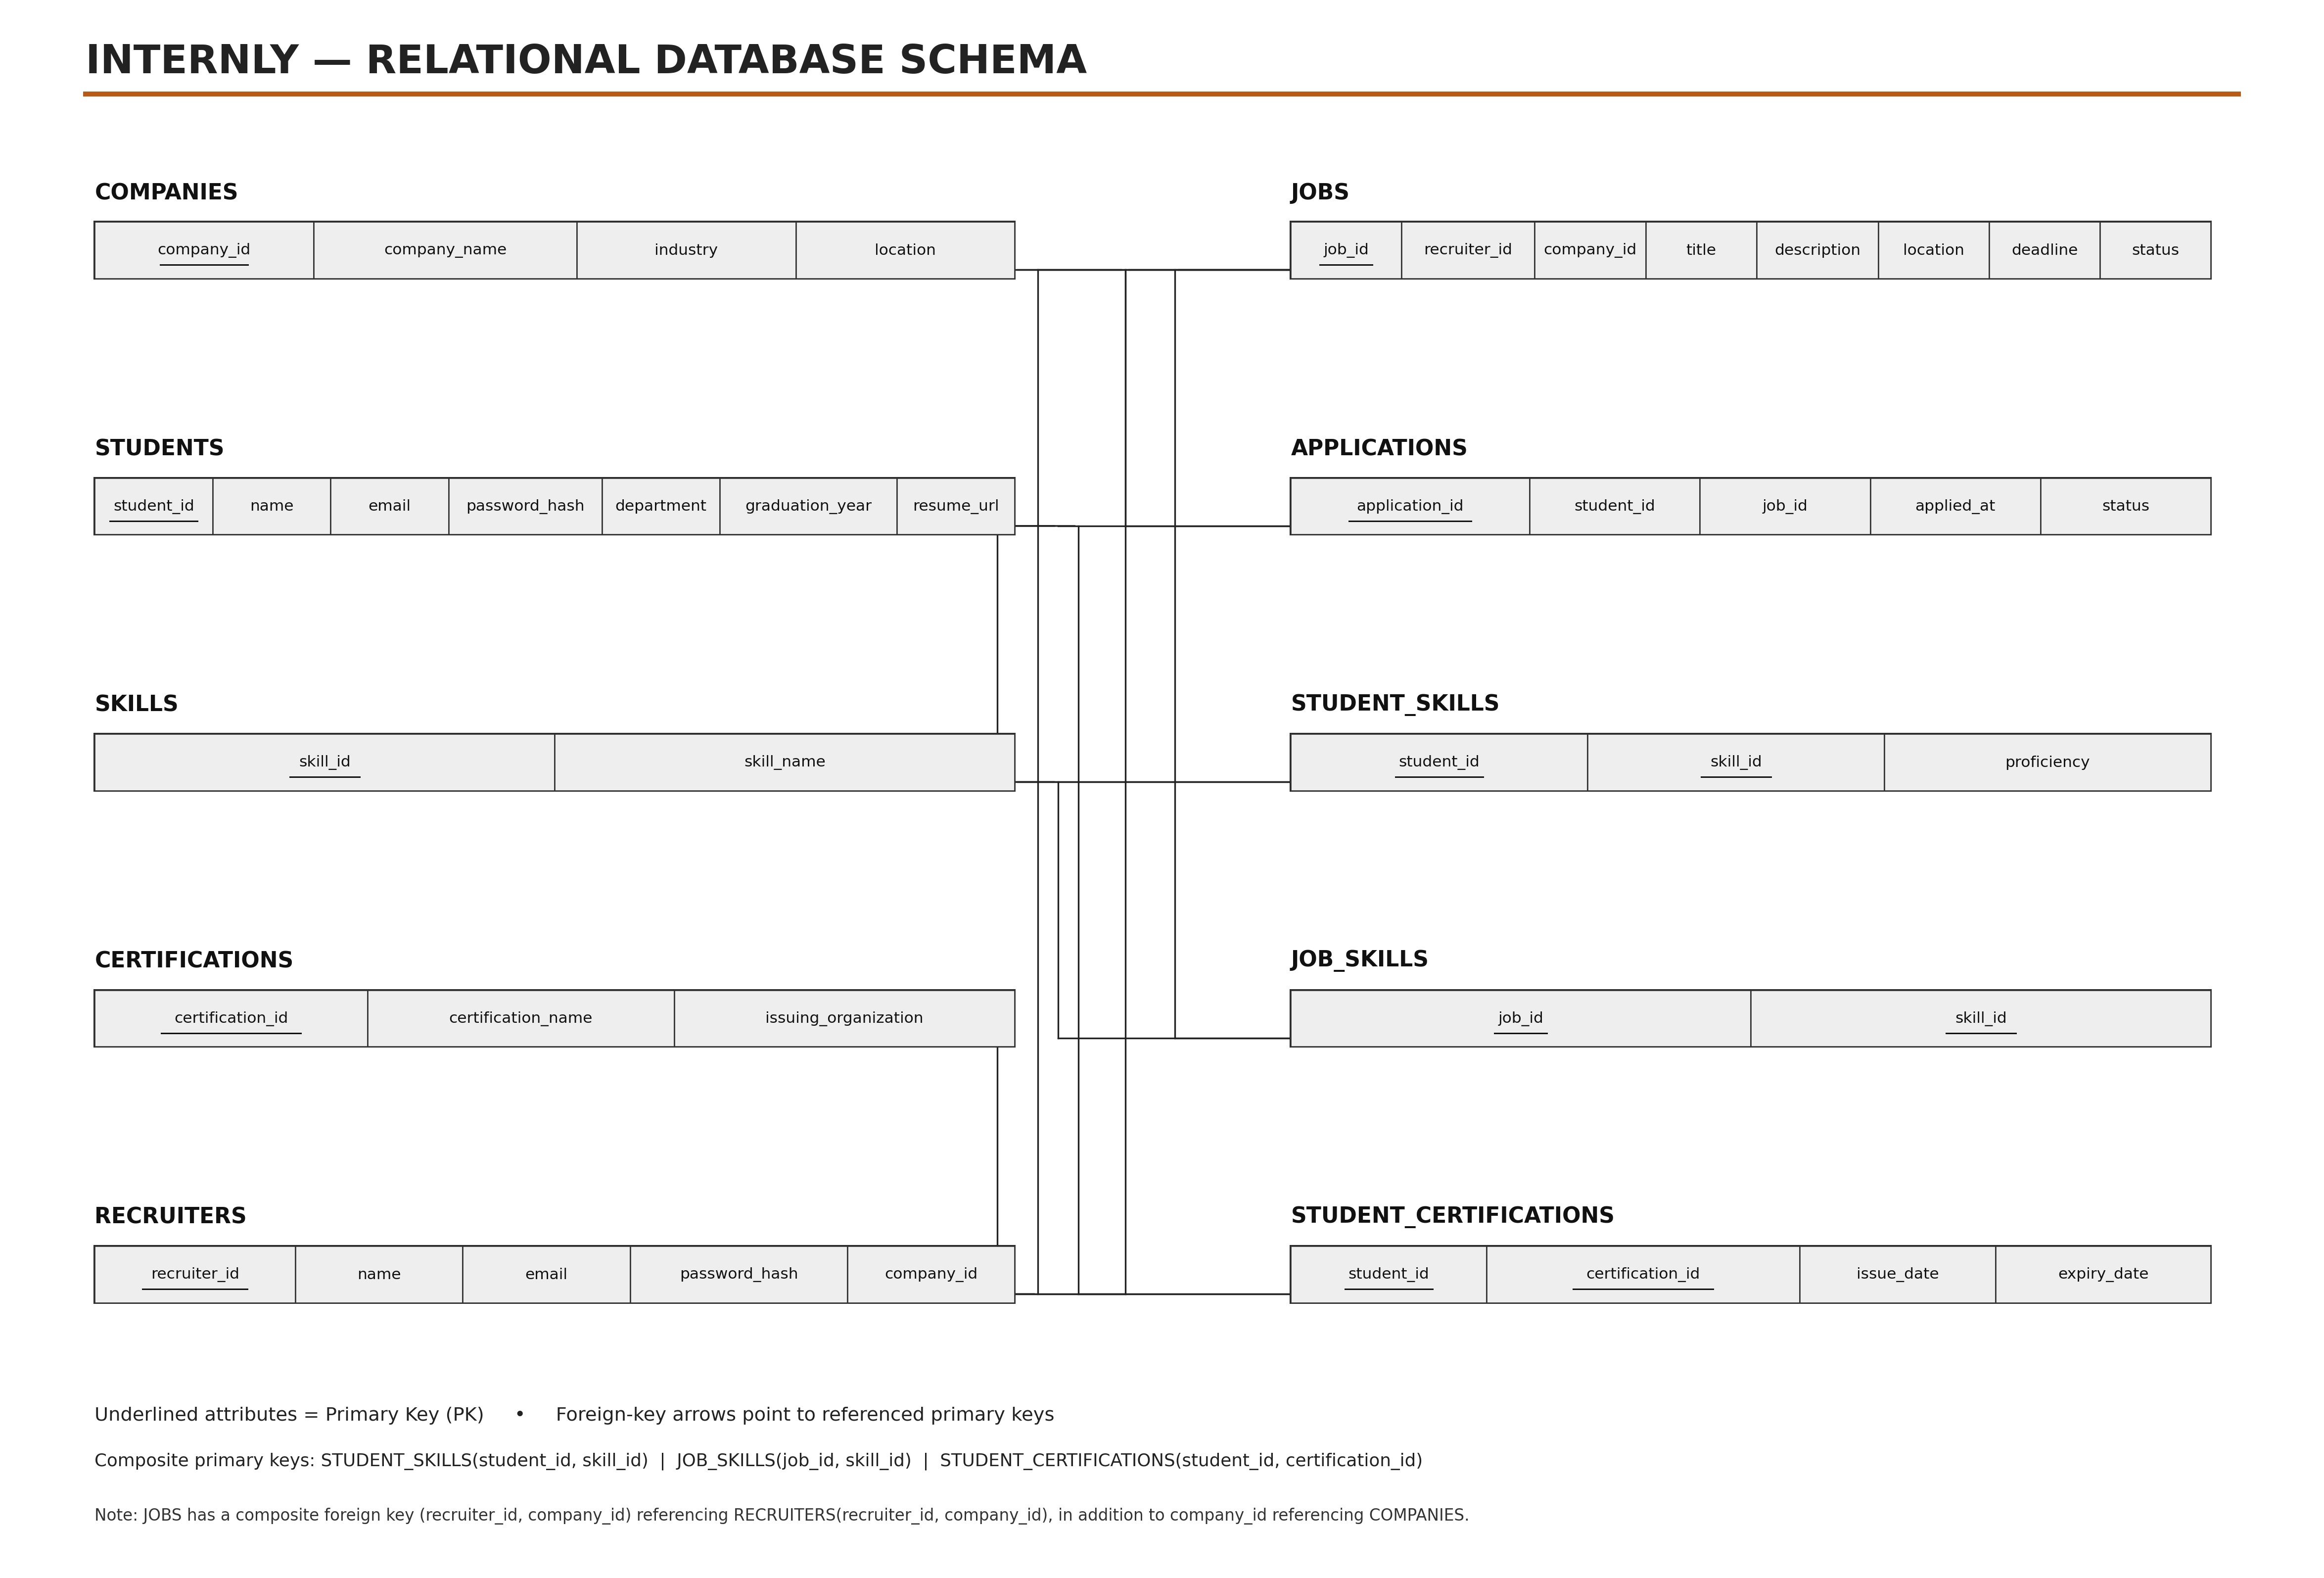 INTERNLY — RELATIONAL DATABASE SCHEMA
COMPANIES
company_id company_name industry location
JOBS
job_id recruiter_id company_id title description location deadline status
STUDENTS
student_id name email password_hash department graduation_year resume_url
APPLICATIONS
application_id student_id job_id applied_at status
SKILLS
skill_id skill_name
STUDENT_SKILLS
student_id skill_id proficiency
CERTIFICATIONS
certification_id certification_name issuing_organization
JOB_SKILLS
job_id skill_id
RECRUITERS
recruiter_id name email password_hash company_id
STUDENT_CERTIFICATIONS
student_id certification_id issue_date expiry_date
Underlined attributes = Primary Key (PK) • Foreign-key arrows point to referenced primary keys
Composite primary keys: STUDENT_SKILLS(student_id, skill_id) | JOB_SKILLS(job_id, skill_id) | STUDENT_CERTIFICATIONS(student_id, certification_id)
Note: JOBS has a composite foreign key (recruiter_id, company_id) referencing RECRUITERS(recruiter_id, company_id), in addition to company_id referencing COMPANIES.